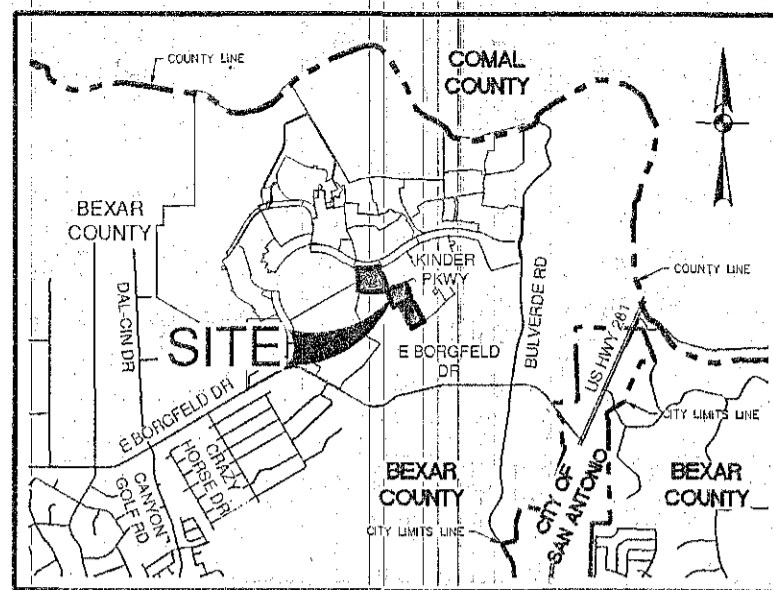 COUNTY LINE
COMAL
COUNTY
BEXAR
COUNTY
DAL-CIN DR
KINDER
PKWY
BULVERDE RD
COUNTY LINE
US HWY 281
SITE
E BORGFELD
DR
E BORGFELD DR
CRAZY
HORSE DR
CANYON
GOLF RD
CITY LIMITS LINE
BEXAR
COUNTY
CITY OF
SAN ANTONIO
BEXAR
COUNTY
CITY LIMITS LINE